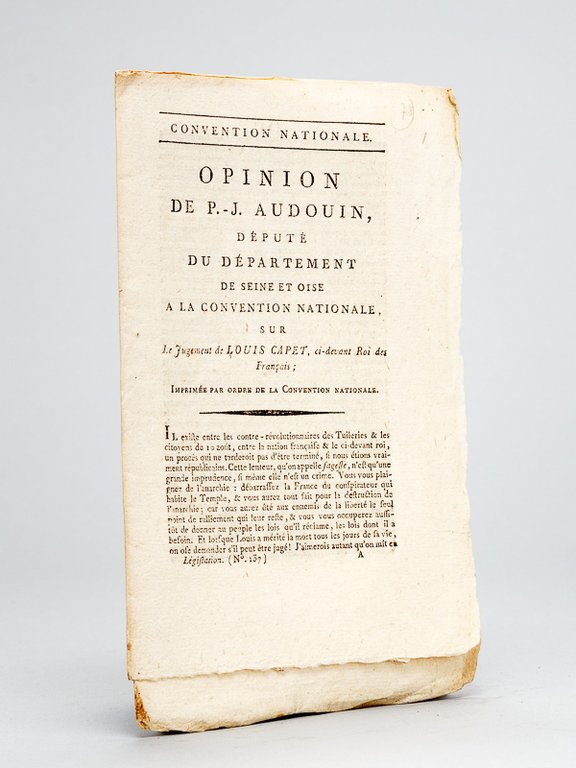 CONVENTION NATIONALE.
OPINION
DE P.-J. AUDOUIN,
DÉPUTÉ
DU DÉPARTEMENT
DE SEINE ET OISE
A LA CONVENTION NATIONALE,
SUR
Le Jugement de LOUIS CAPET, ci-devant Roi des
Français ;
IMPRIMÉE PAR ORDRE DE LA CONVENTION NATIONALE.
IL existe entre les contre-révolutionnaires des Tuileries & les
citoyens du 10 août, entre la nation française & le ci-devant roi,
un procès qui ne tarderoit pas d'être terminé, si nous étions vrai-
ment républicains. Cette lenteur, qu'on appelle sagesse, n'est qu'une
grande imprudence, si même elle n'est un crime. Vous vous plai-
gnez de l'anarchie : débarrassez la France du conspirateur qui
habite le Temple, & vous aurez tout fait pour la destruction de
l'anarchie ; car vous aurez ôté aux ennemis de la liberté le seul
point de ralliement qui leur reste, & vous vous occuperez aussi-
tôt de donner au peuple les lois qu'il réclame, les lois dont il a
besoin. Et lorsque Louis a mérité la mort tous les jours de sa vie,
on ose demander s'il peut être jugé! J'aimerois autant qu'on mît en
Législation. (N°. 137) A